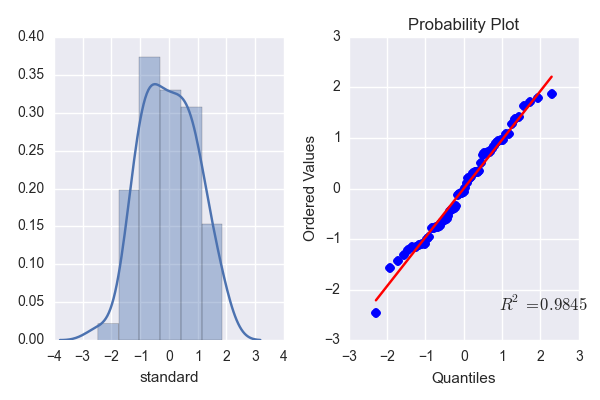 0.40
0.35
0.30
0.25
0.20
0.15
0.10
0.05
0.00
−4 −3 −2 −1 0 1 2 3 4
standard
Probability Plot
Ordered Values
3
2
1
0
−1
−2
−3
R² =0.9845
−3 −2 −1 0 1 2 3
Quantiles